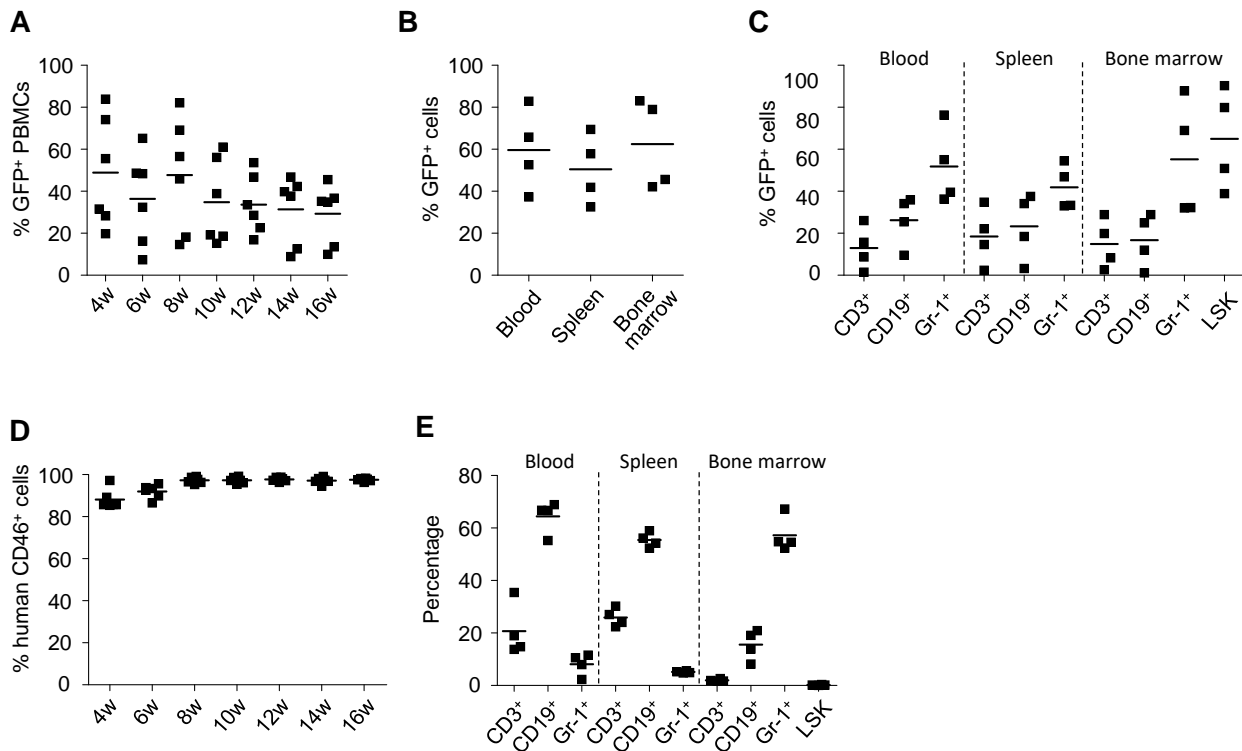 A
% GFP⁺ PBMCs
100
80
60
40
20
0
4w 6w 8w 10w 12w 14w 16w
B
% GFP⁺ cells
100
80
60
40
20
0
Blood Spleen Bone marrow
C
Blood Spleen Bone marrow
% GFP⁺ cells
100
80
60
40
20
0
CD3⁺ CD19⁺ Gr-1⁺ CD3⁺ CD19⁺ Gr-1⁺ CD3⁺ CD19⁺ Gr-1⁺ LSK
D
% human CD46⁺ cells
100
80
60
40
20
0
4w 6w 8w 10w 12w 14w 16w
E
Blood Spleen Bone marrow
Percentage
80
60
40
20
0
CD3⁺ CD19⁺ Gr-1⁺ CD3⁺ CD19⁺ Gr-1⁺ CD3⁺ CD19⁺ Gr-1⁺ LSK